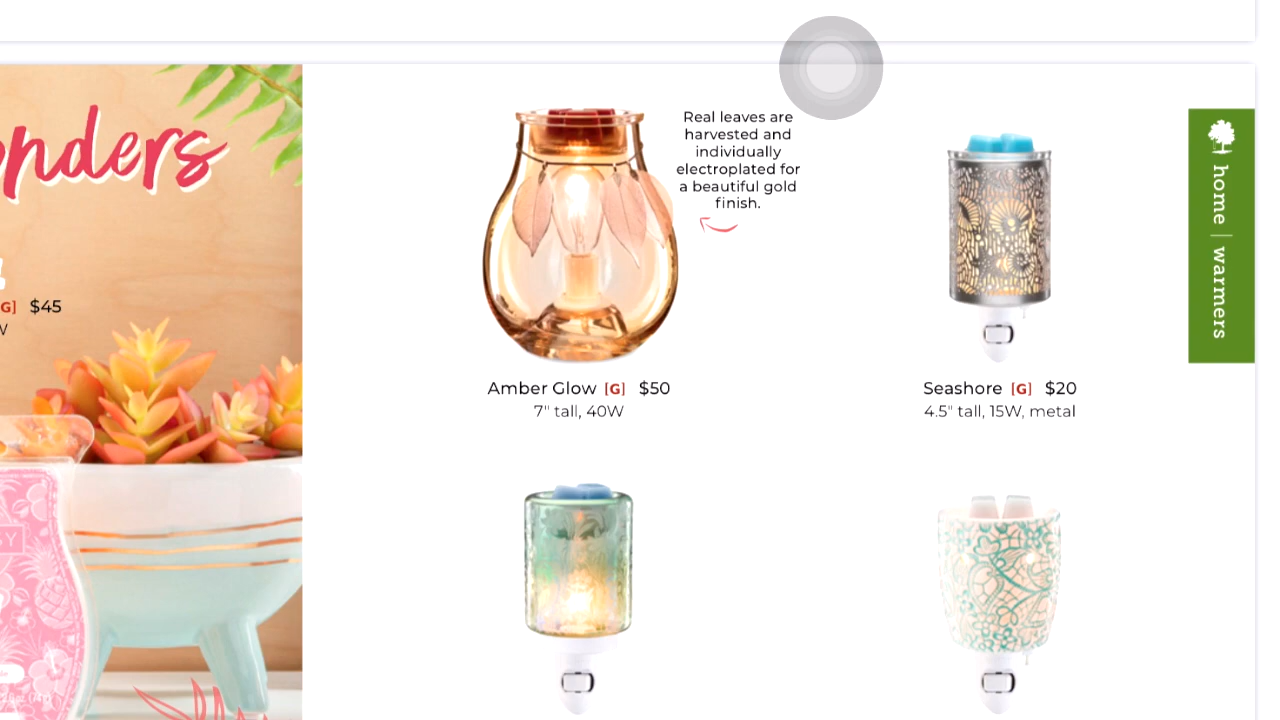 onders
G] $45
W
Real leaves are
harvested and
individually
electroplated for
a beautiful gold
finish.
Amber Glow [G] $50
7" tall, 40W
Seashore [G] $20
4.5" tall, 15W, metal
home | warmers
SY